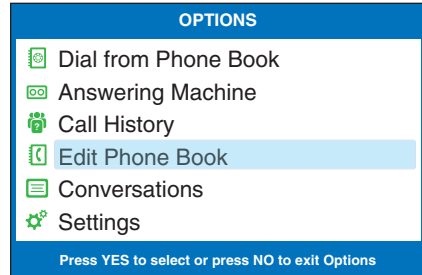 OPTIONS
Dial from Phone Book
Answering Machine
Call History
Edit Phone Book
Conversations
Settings
Press YES to select or press NO to exit Options